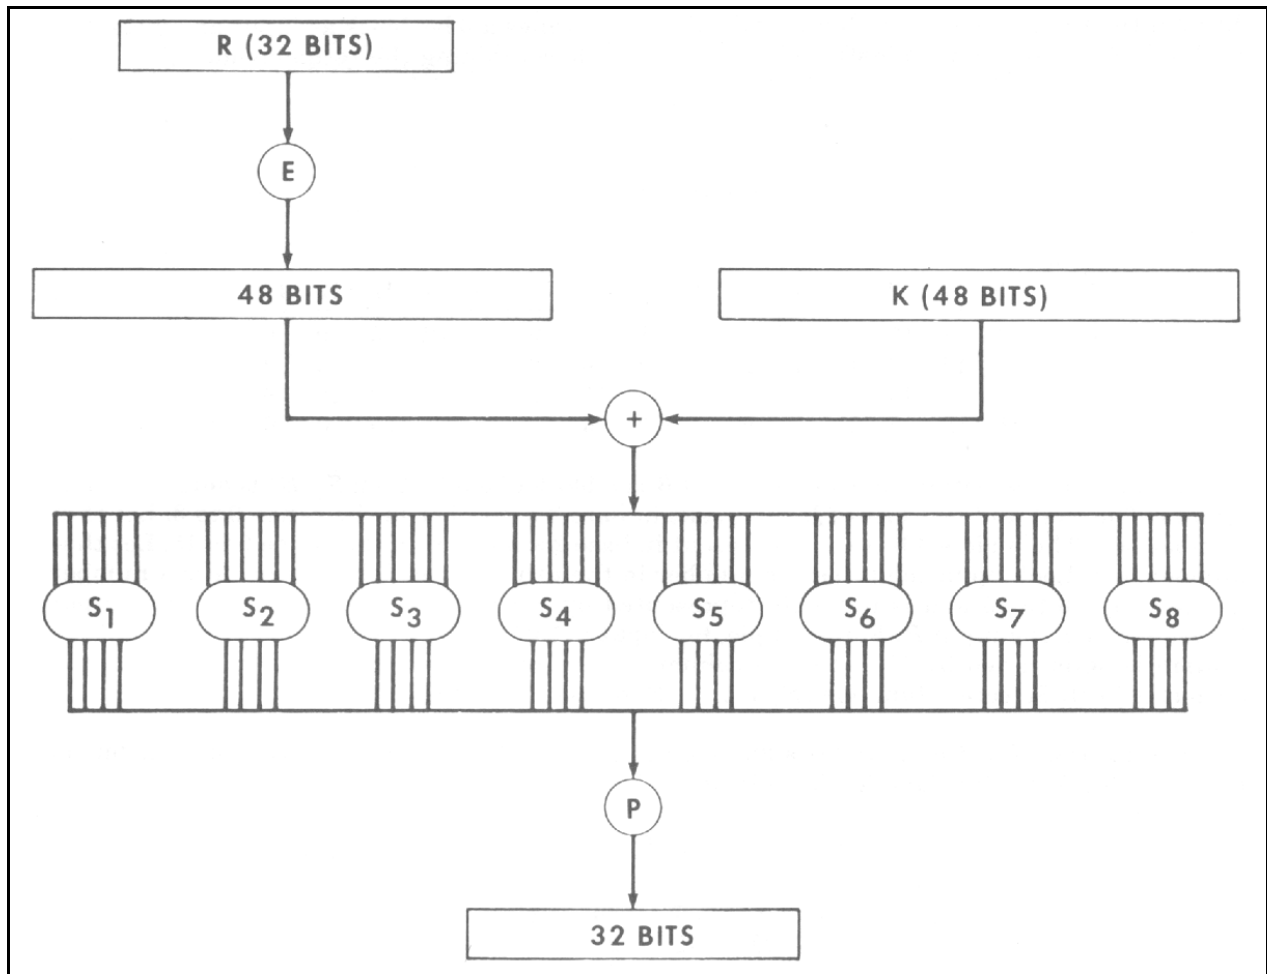 R (32 BITS)
E
48 BITS
K (48 BITS)
+
S1 S2 S3 S4 S5 S6 S7 S8
P
32 BITS